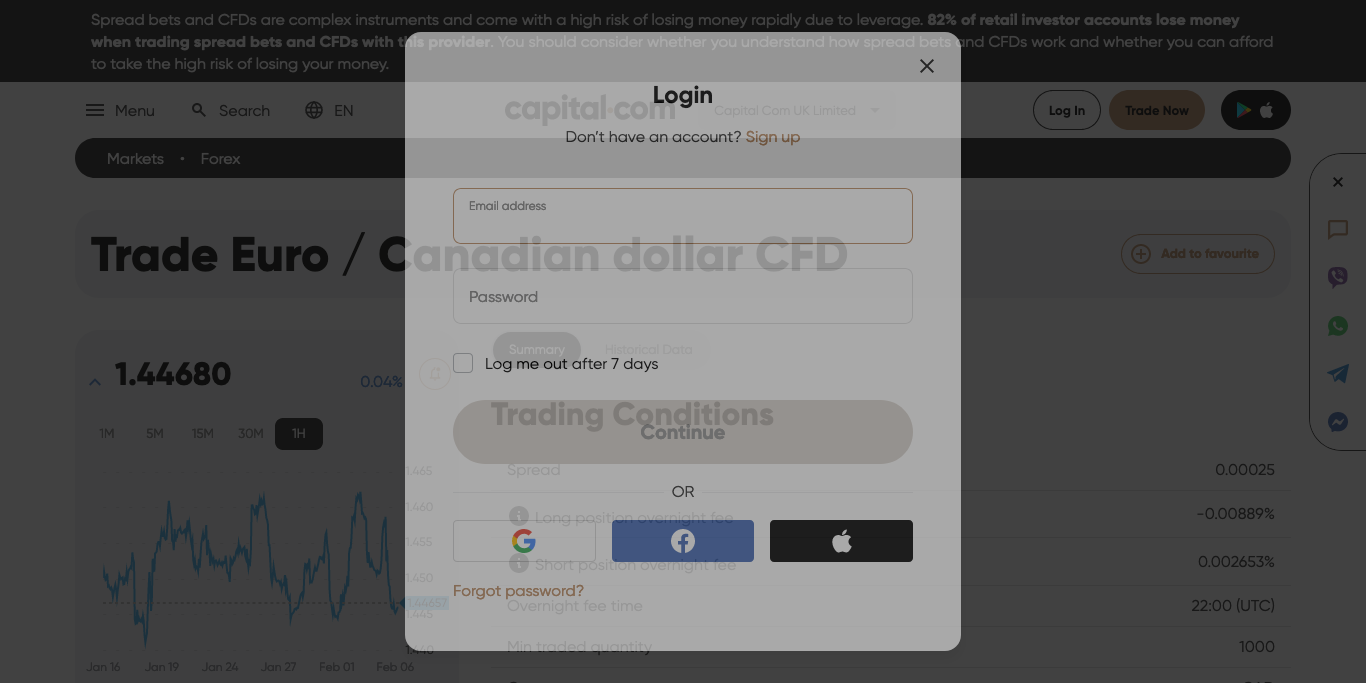 Spread bets and CFDs are complex instruments and come with a high risk of losing money rapidly due to leverage. 82% of retail investor accounts lose money
when trading spread bets and CFDs with this provider. You should consider whether you understand how spread bets and CFDs work and whether you can afford
to take the high risk of losing your money.
Login
Menu
Search
EN
capital.com
Capital Com UK Limited
Log In
Trade Now
Don't have an account? Sign up
Markets • Forex
Email address
Trade Euro / Canadian dollar CFD
Add to favourite
Password
Summary
Historical Data
Log me out after 7 days
1.44680
0.04%
1M
5M
15M
30M
1H
Trading Conditions
Continue
Spread
0.00025
OR
Long position overnight fee
-0.00889%
Short position overnight fee
0.002653%
Forgot password?
Overnight fee time
22:00 (UTC)
Min traded quantity
1000
1.465
1.460
1.455
1.450
1.44657
1.445
1.440
Jan 16
Jan 19
Jan 24
Jan 27
Feb 01
Feb 06